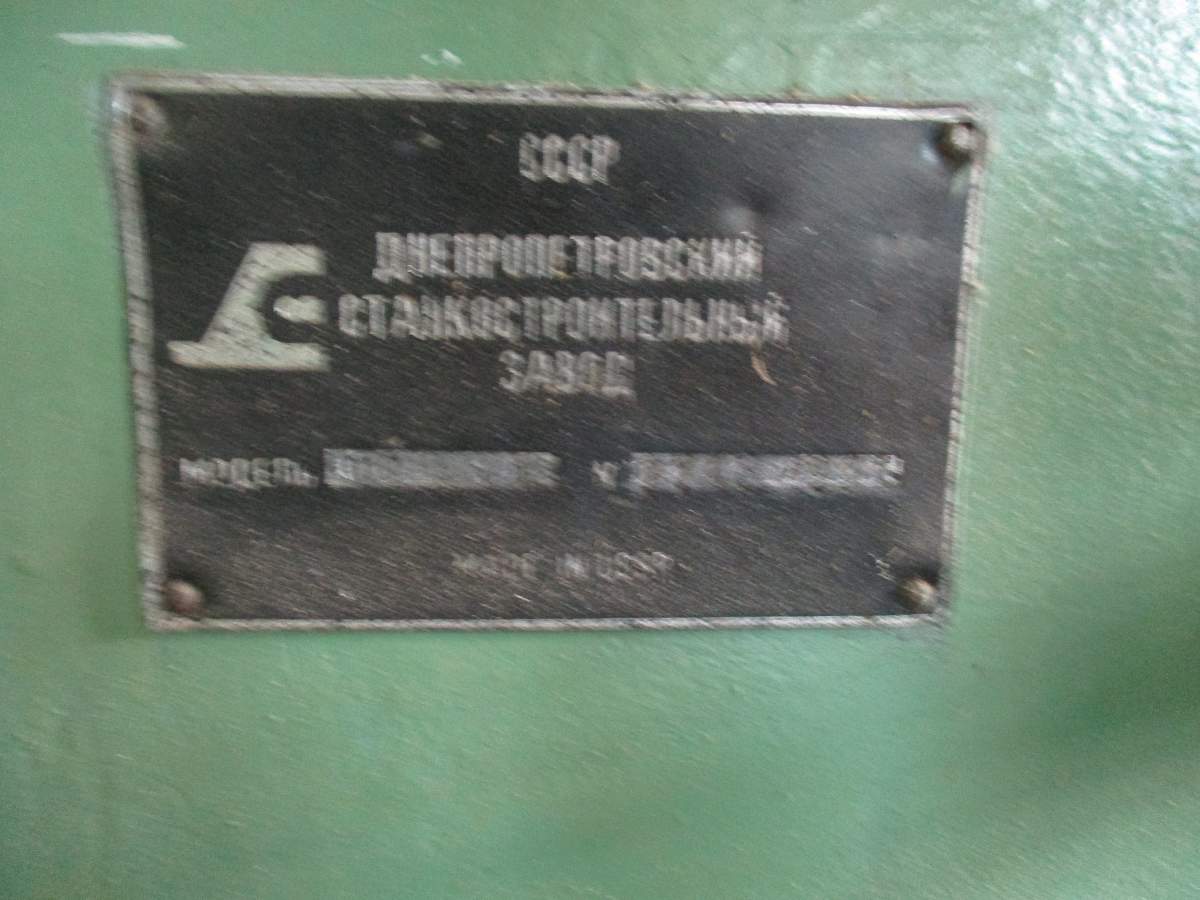 СССР
ДНЕПРОПЕТРОВСКИЙ
СТАНКОСТРОИТЕЛЬНЫЙ
ЗАВОД
МОДЕЛЬ
MADE IN USSR